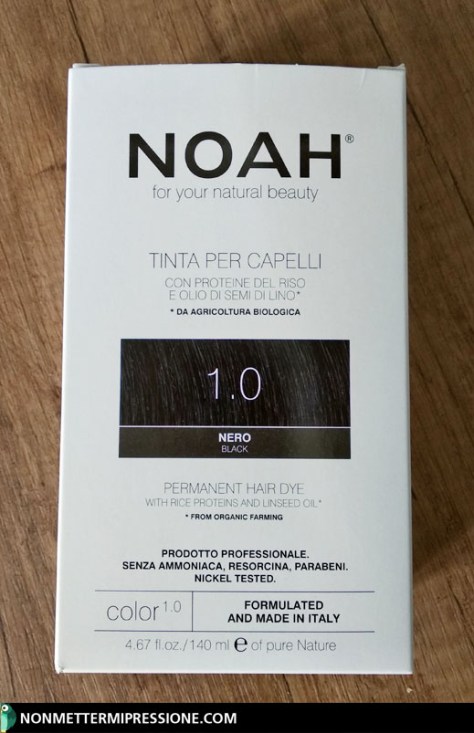 NOAH®
for your natural beauty
TINTA PER CAPELLI
CON PROTEINE DEL RISO
E OLIO DI SEMI DI LINO*
* DA AGRICOLTURA BIOLOGICA
1.0
NERO
BLACK
PERMANENT HAIR DYE
WITH RICE PROTEINS AND LINSEED OIL*
* FROM ORGANIC FARMING
PRODOTTO PROFESSIONALE.
SENZA AMMONIACA, RESORCINA, PARABENI.
NICKEL TESTED.
color 1.0
FORMULATED
AND MADE IN ITALY
4.67 fl.oz./140 ml ℮ of pure Nature
NONMETTERMIPRESSIONE.COM